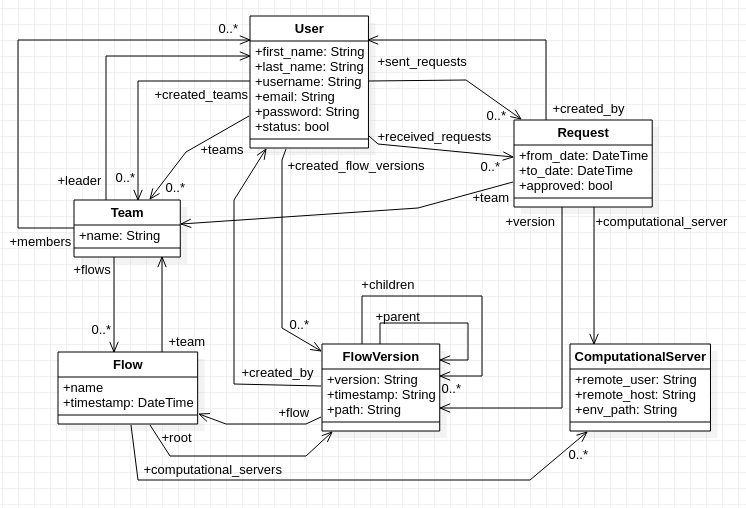 User
+first_name: String
+last_name: String
+username: String
+email: String
+password: String
+status: bool
0..*
+sent_requests
+created_teams
0..*
+created_by
+received_requests
+teams
0..*
+created_flow_versions
+leader
0..*
0..*
Request
+from_date: DateTime
+to_date: DateTime
+approved: bool
+team
+version
+computational_server
Team
+name: String
+members
+flows
0..*
+team
+children
+parent
0..*
0..*
Flow
+name
+timestamp: DateTime
FlowVersion
+version: String
+timestamp: String
+path: String
ComputationalServer
+remote_user: String
+remote_host: String
+env_path: String
+created_by
+flow
+root
+computational_servers
0..*